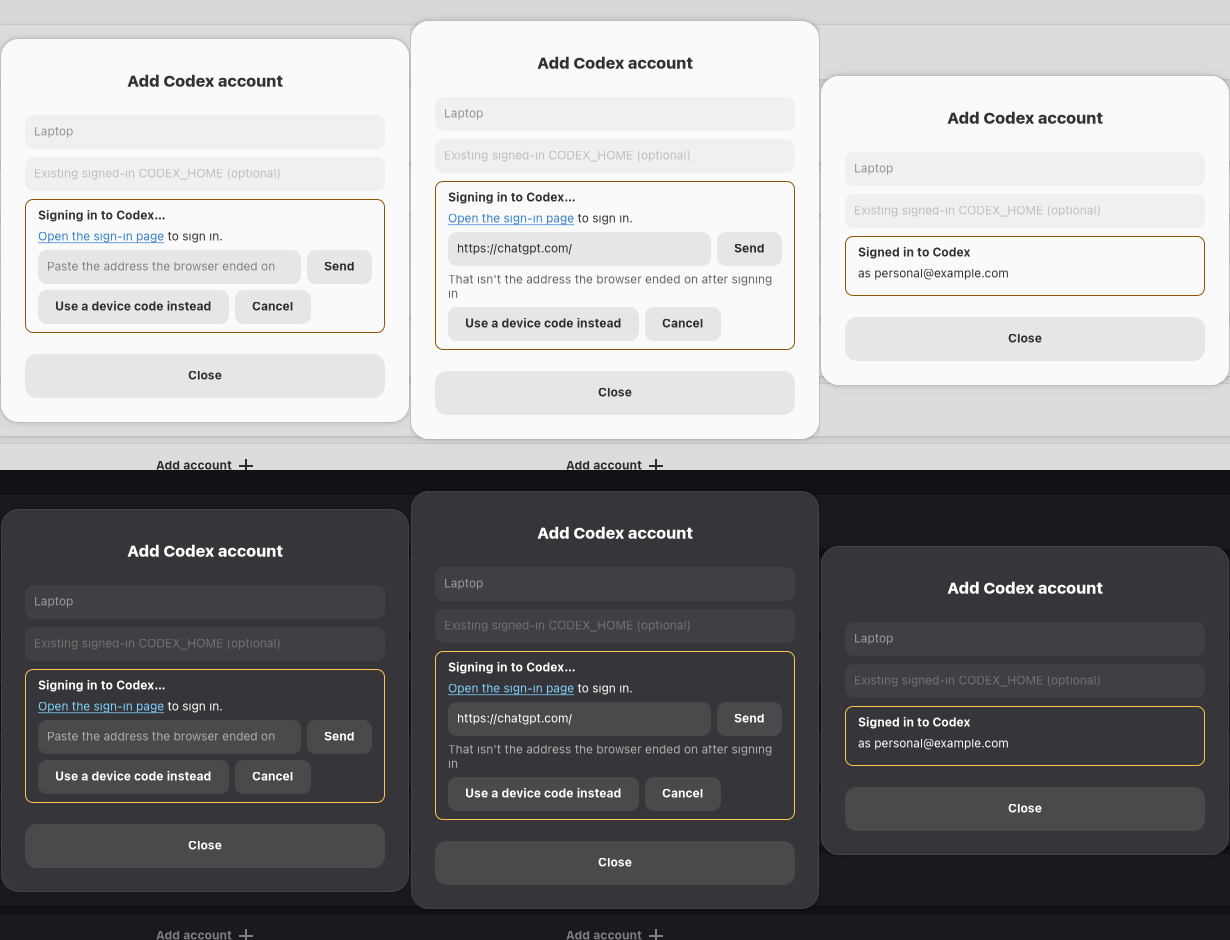 Add Codex account
Laptop
Existing signed-in CODEX_HOME (optional)
Signing in to Codex...
Open the sign-in page to sign in.
Paste the address the browser ended on
Send
Use a device code instead
Cancel
Close
Add account
Add Codex account
Laptop
Existing signed-in CODEX_HOME (optional)
Signing in to Codex...
Open the sign-in page to sign in.
https://chatgpt.com/
Send
That isn't the address the browser ended on after signing
in
Use a device code instead
Cancel
Close
Add account
Add Codex account
Laptop
Existing signed-in CODEX_HOME (optional)
Signed in to Codex
as personal@example.com
Close
Add Codex account
Laptop
Existing signed-in CODEX_HOME (optional)
Signing in to Codex...
Open the sign-in page to sign in.
Paste the address the browser ended on
Send
Use a device code instead
Cancel
Close
Add account
Add Codex account
Laptop
Existing signed-in CODEX_HOME (optional)
Signing in to Codex...
Open the sign-in page to sign in.
https://chatgpt.com/
Send
That isn't the address the browser ended on after signing
in
Use a device code instead
Cancel
Close
Add account
Add Codex account
Laptop
Existing signed-in CODEX_HOME (optional)
Signed in to Codex
as personal@example.com
Close